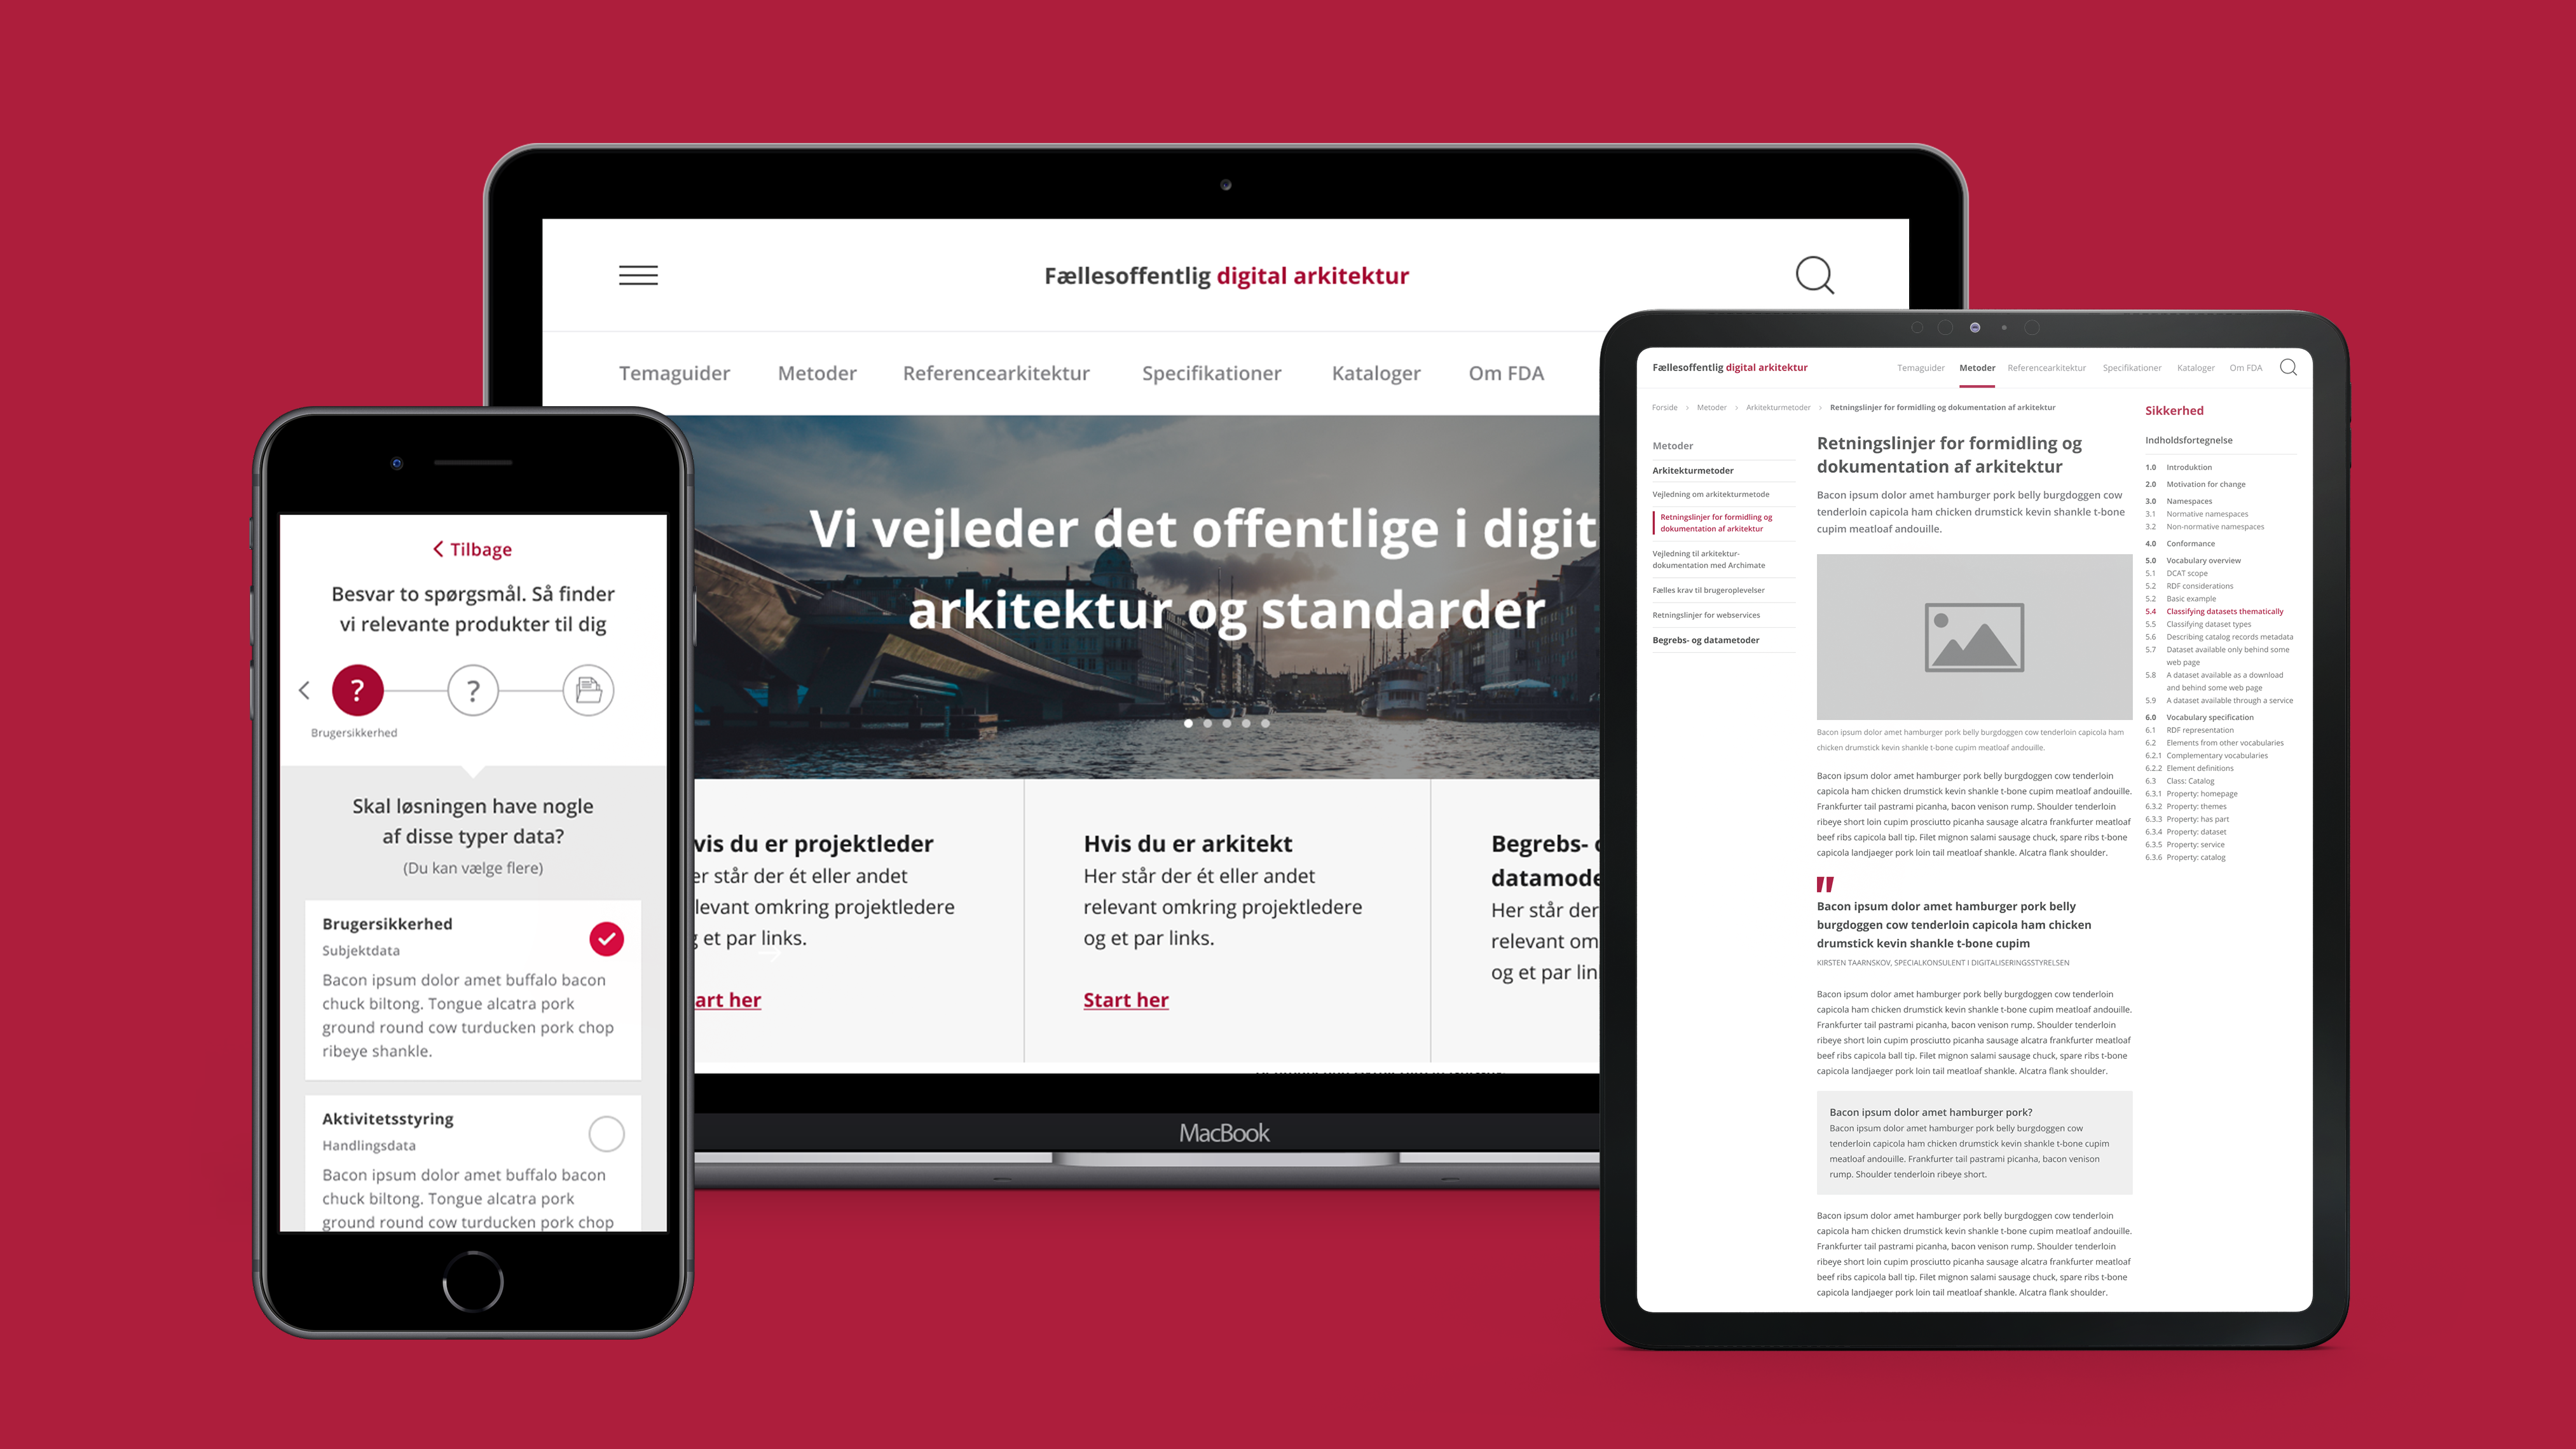 Fællesoffentlig digital arkitektur
Temaguider Metoder Referencearkitektur Specifikationer Kataloger Om FDA
Vi vejleder det offentlige i digit
arkitektur og standarder
vis du er projektleder
er står der ét eller andet
levant omkring projektledere
g et par links.
art her
Hvis du er arkitekt
Her står der ét eller andet
relevant omkring projektledere
og et par links.
Start her
Begrebs- o
datamode
Her står der
relevant om
og et par lin
MacBook
Tilbage
Besvar to spørgsmål. Så finder
vi relevante produkter til dig
? ?
Brugersikkerhed
Skal løsningen have nogle
af disse typer data?
(Du kan vælge flere)
Brugersikkerhed
Subjektdata
Bacon ipsum dolor amet buffalo bacon
chuck biltong. Tongue alcatra pork
ground round cow turducken pork chop
ribeye shankle.
Aktivitetsstyring
Handlingsdata
Bacon ipsum dolor amet buffalo bacon
chuck biltong. Tongue alcatra pork
ground round cow turducken pork chop
Fællesoffentlig digital arkitektur
Temaguider Metoder Referencearkitektur Specifikationer Kataloger Om FDA
Forside > Metoder > Arkitekturmetoder > Retningslinjer for formidling og dokumentation af arkitektur
Metoder
Arkitekturmetoder
Vejledning om arkitekturmetode
Retningslinjer for formidling og
dokumentation af arkitektur
Vejledning til arkitektur-
dokumentation med Archimate
Fælles krav til brugeroplevelser
Retningslinjer for webservices
Begrebs- og datametoder
Retningslinjer for formidling og
dokumentation af arkitektur
Bacon ipsum dolor amet hamburger pork belly burgdoggen cow
tenderloin capicola ham chicken drumstick kevin shankle t-bone
cupim meatloaf andouille.
Bacon ipsum dolor amet hamburger pork belly burgdoggen cow tenderloin capicola ham
chicken drumstick kevin shankle t-bone cupim meatloaf andouille.
Bacon ipsum dolor amet hamburger pork belly burgdoggen cow tenderloin
capicola ham chicken drumstick kevin shankle t-bone cupim meatloaf andouille.
Frankfurter tail pastrami picanha, bacon venison rump. Shoulder tenderloin
ribeye short loin cupim prosciutto picanha sausage alcatra frankfurter meatloaf
beef ribs capicola ball tip. Filet mignon salami sausage chuck, spare ribs t-bone
capicola landjaeger pork loin tail meatloaf shankle. Alcatra flank shoulder.
"
Bacon ipsum dolor amet hamburger pork belly
burgdoggen cow tenderloin capicola ham chicken
drumstick kevin shankle t-bone cupim
KIRSTEN TAARNSKOV, SPECIALKONSULENT I DIGITALISERINGSSTYRELSEN
Bacon ipsum dolor amet hamburger pork belly burgdoggen cow tenderloin
capicola ham chicken drumstick kevin shankle t-bone cupim meatloaf andouille.
Frankfurter tail pastrami picanha, bacon venison rump. Shoulder tenderloin
ribeye short loin cupim prosciutto picanha sausage alcatra frankfurter meatloaf
beef ribs capicola ball tip. Filet mignon salami sausage chuck, spare ribs t-bone
capicola landjaeger pork loin tail meatloaf shankle. Alcatra flank shoulder.
Bacon ipsum dolor amet hamburger pork?
Bacon ipsum dolor amet hamburger pork belly burgdoggen cow
tenderloin capicola ham chicken drumstick kevin shankle t-bone cupim
meatloaf andouille. Frankfurter tail pastrami picanha, bacon venison
rump. Shoulder tenderloin ribeye short.
Bacon ipsum dolor amet hamburger pork belly burgdoggen cow tenderloin
capicola ham chicken drumstick kevin shankle t-bone cupim meatloaf andouille.
Frankfurter tail pastrami picanha, bacon venison rump. Shoulder tenderloin
ribeye short loin cupim prosciutto picanha sausage alcatra frankfurter meatloaf
beef ribs capicola ball tip. Filet mignon salami sausage chuck, spare ribs t-bone
capicola landjaeger pork loin tail meatloaf shankle. Alcatra flank shoulder.
Sikkerhed
Indholdsfortegnelse
1.0 Introduktion
2.0 Motivation for change
3.0 Namespaces
3.1 Normative namespaces
3.2 Non-normative namespaces
4.0 Conformance
5.0 Vocabulary overview
5.1 DCAT scope
5.2 RDF considerations
5.2 Basic example
5.4 Classifying datasets thematically
5.5 Classifying dataset types
5.6 Describing catalog records metadata
5.7 Dataset available only behind some
web page
5.8 A dataset available as a download
and behind some web page
5.9 A dataset available through a service
6.0 Vocabulary specification
6.1 RDF representation
6.2 Elements from other vocabularies
6.2.1 Complementary vocabularies
6.2.2 Element definitions
6.3 Class: Catalog
6.3.1 Property: homepage
6.3.2 Property: themes
6.3.3 Property: has part
6.3.4 Property: dataset
6.3.5 Property: service
6.3.6 Property: catalog